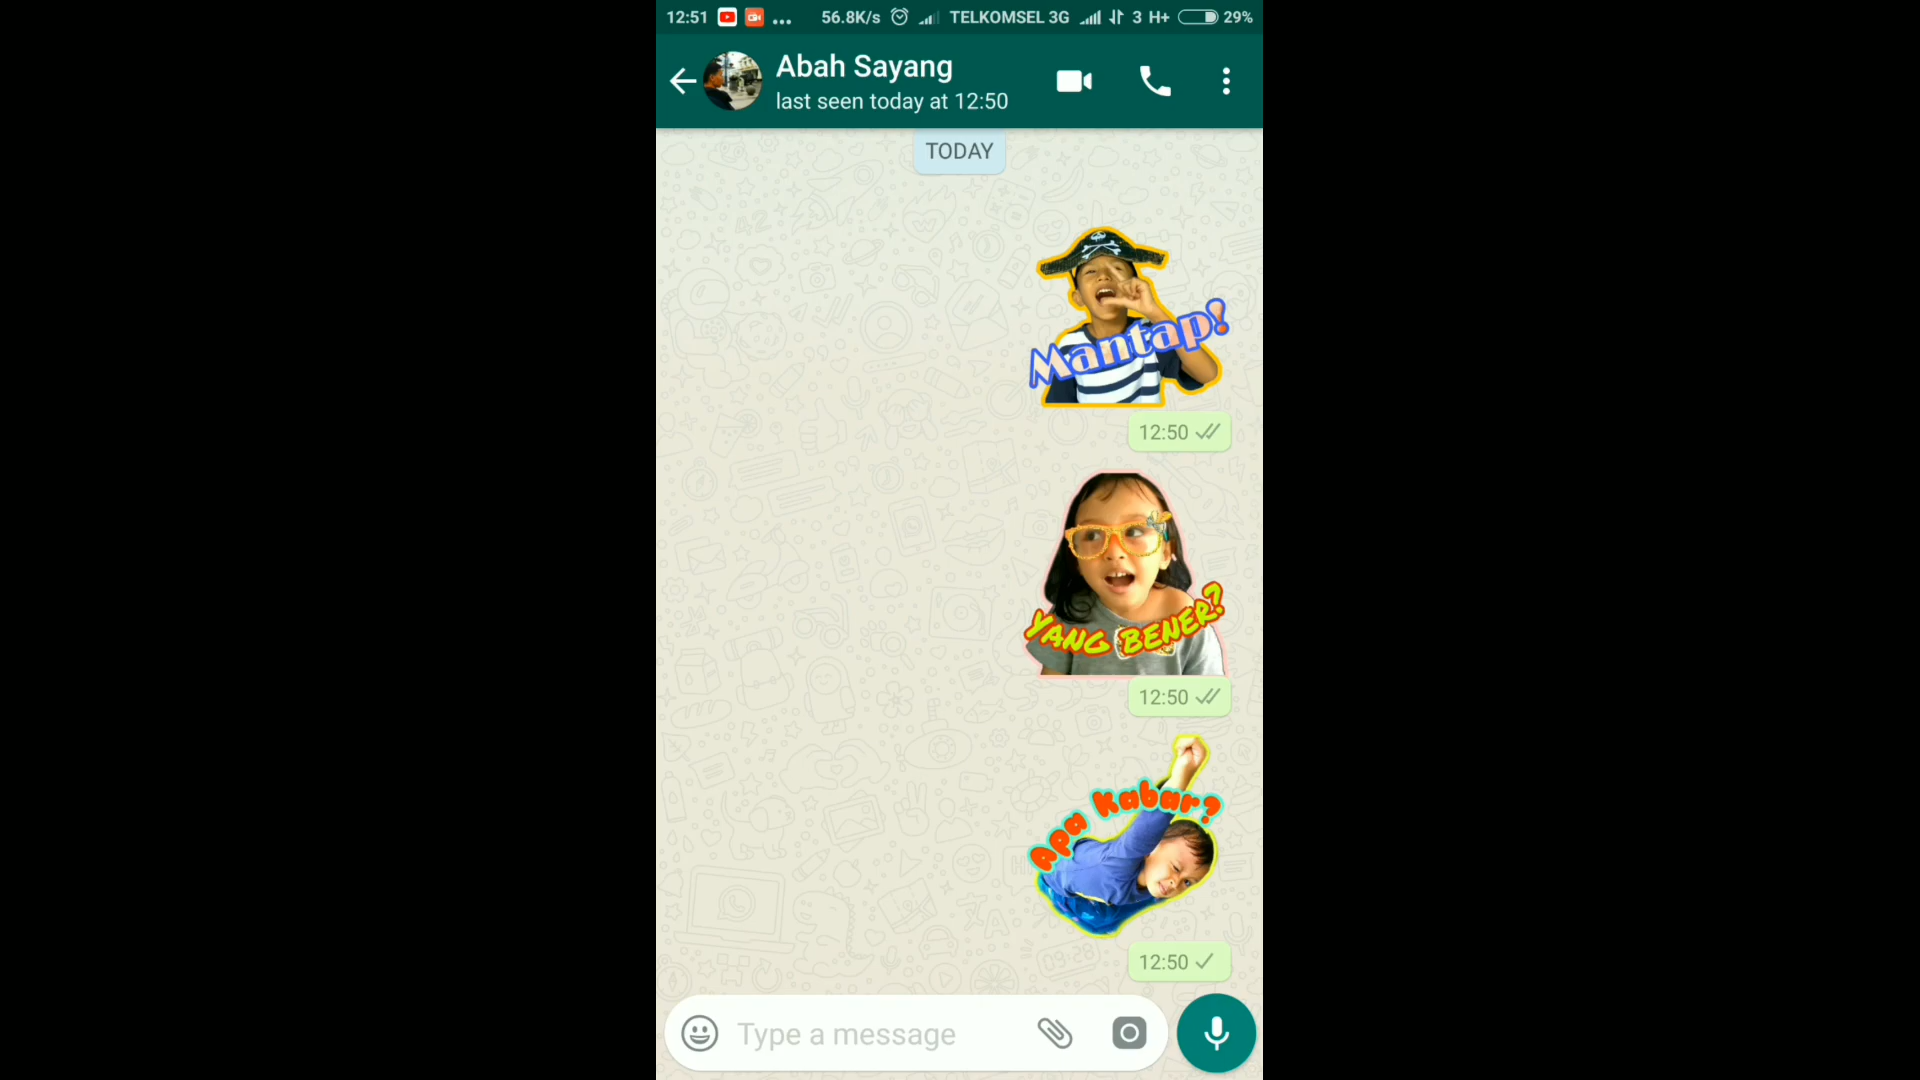 12:51 ... 56.8K/s TELKOMSEL 3G 3 H+ 29%
Abah Sayang
last seen today at 12:50
TODAY
Mantap!
12:50
YANG BENER?
12:50
Apa Kabar?
12:50
Type a message